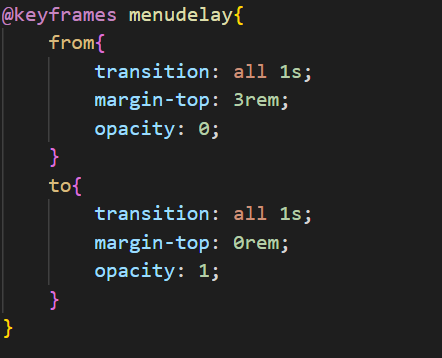 @keyframes menudelay{
from{
transition: all 1s;
margin-top: 3rem;
opacity: 0;
}
to{
transition: all 1s;
margin-top: 0rem;
opacity: 1;
}
}